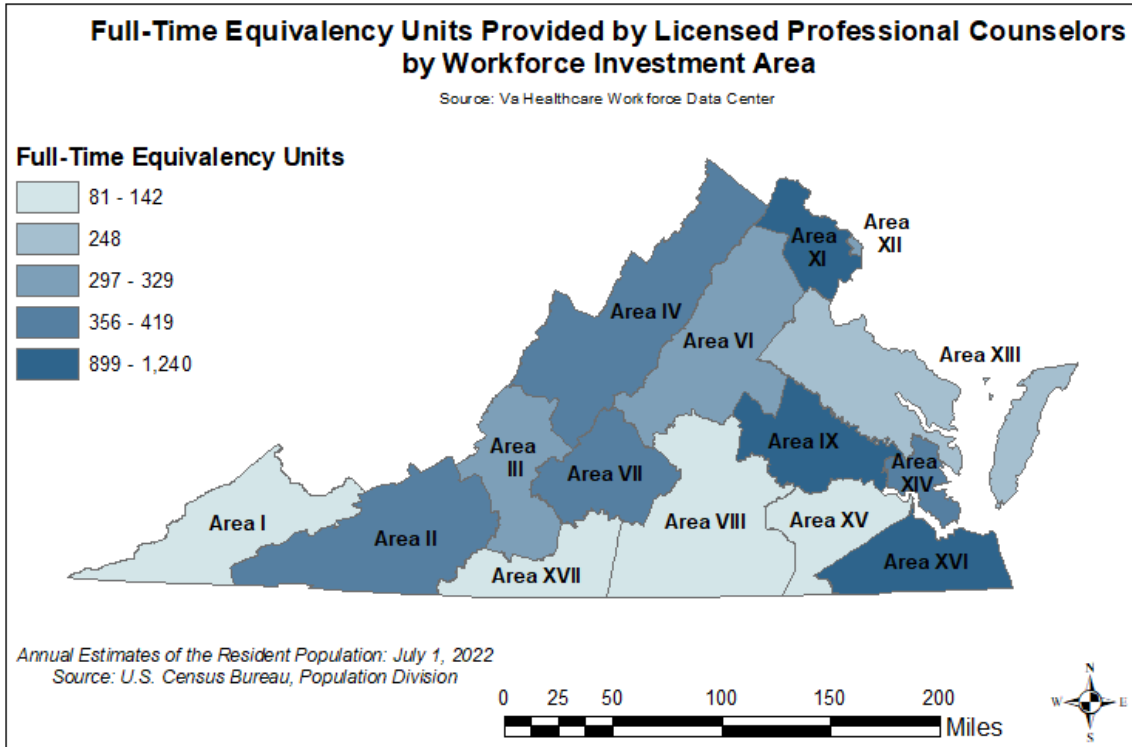 Full-Time Equivalency Units Provided by Licensed Professional Counselors
by Workforce Investment Area
Source: Va Healthcare Workforce Data Center
Full-Time Equivalency Units
81 - 142
248
297 - 329
356 - 419
899 - 1,240
Area
XII
Area
XI
Area IV
Area VI
Area XIII
Area
III
Area IX
Area VII
Area
XIV
Area I
Area VIII
Area XV
Area II
Area XVI
Area XVII
Annual Estimates of the Resident Population: July 1, 2022
Source: U.S. Census Bureau, Population Division
0 25 50 100 150 200
Miles
N
W E
S